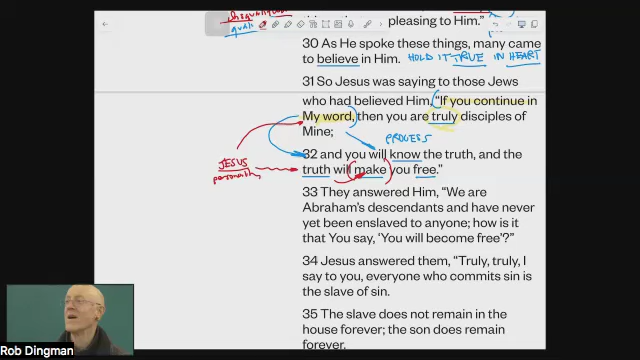 pleasing to Him."
30 As He spoke these things, many came
to believe in Him. HOLD IT TRUE IN HEART
31 So Jesus was saying to those Jews
who had believed Him, "If you continue in
My word, then you are truly disciples of
Mine;
PROCESS
32 and you will know the truth, and the
JESUS
truth will make you free."
33 They answered Him, "We are
Abraham's descendants and have never
yet been enslaved to anyone; how is it
that You say, 'You will become free'?"
34 Jesus answered them, "Truly, truly, I
say to you, everyone who commits sin is
the slave of sin.
35 The slave does not remain in the
house forever; the son does remain
forever.
Rob Dingman